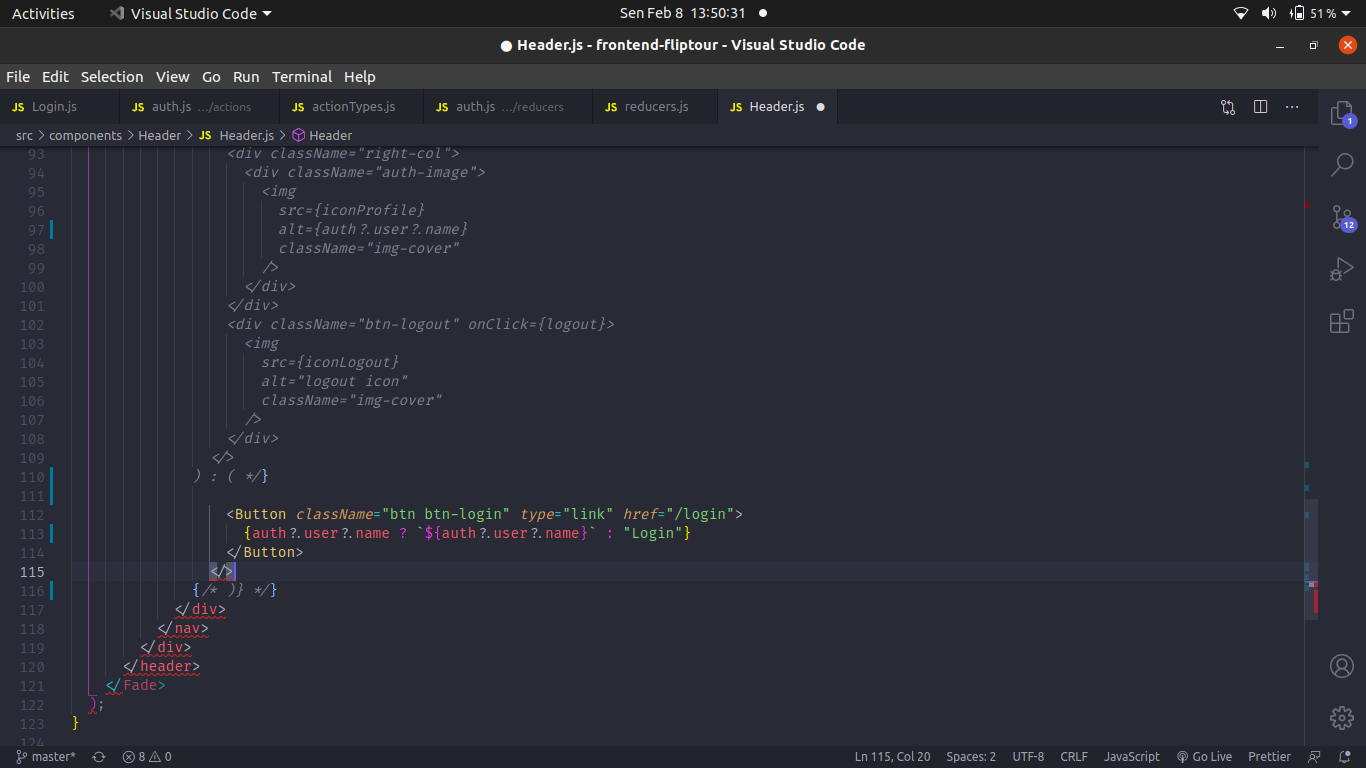 Activities Visual Studio Code Sen Feb 8 13:50:31 51 %
Header.js - frontend-fliptour - Visual Studio Code
File Edit Selection View Go Run Terminal Help
JS Login.js JS auth.js .../actions JS actionTypes.js JS auth.js .../reducers JS reducers.js JS Header.js
src > components > Header > JS Header.js > Header
1
12
93 <div className="right-col">
94 <div className="auth-image">
95 <img
96 src={iconProfile}
97 alt={auth?.user?.name}
98 className="img-cover"
99 />
100 </div>
101 </div>
102 <div className="btn-logout" onClick={logout}>
103 <img
104 src={iconLogout}
105 alt="logout icon"
106 className="img-cover"
107 />
108 </div>
109 </>
110 ) : ( */}
111
112 <Button className="btn btn-login" type="link" href="/login">
113 {auth?.user?.name ? `${auth?.user?.name}` : "Login"}
114 </Button>
115 </>
116 {/* )} */}
117 </div>
118 </nav>
119 </div>
120 </header>
121 </Fade>
122 );
123 }
124
master* 8 0 Ln 115, Col 20 Spaces: 2 UTF-8 CRLF JavaScript Go Live Prettier